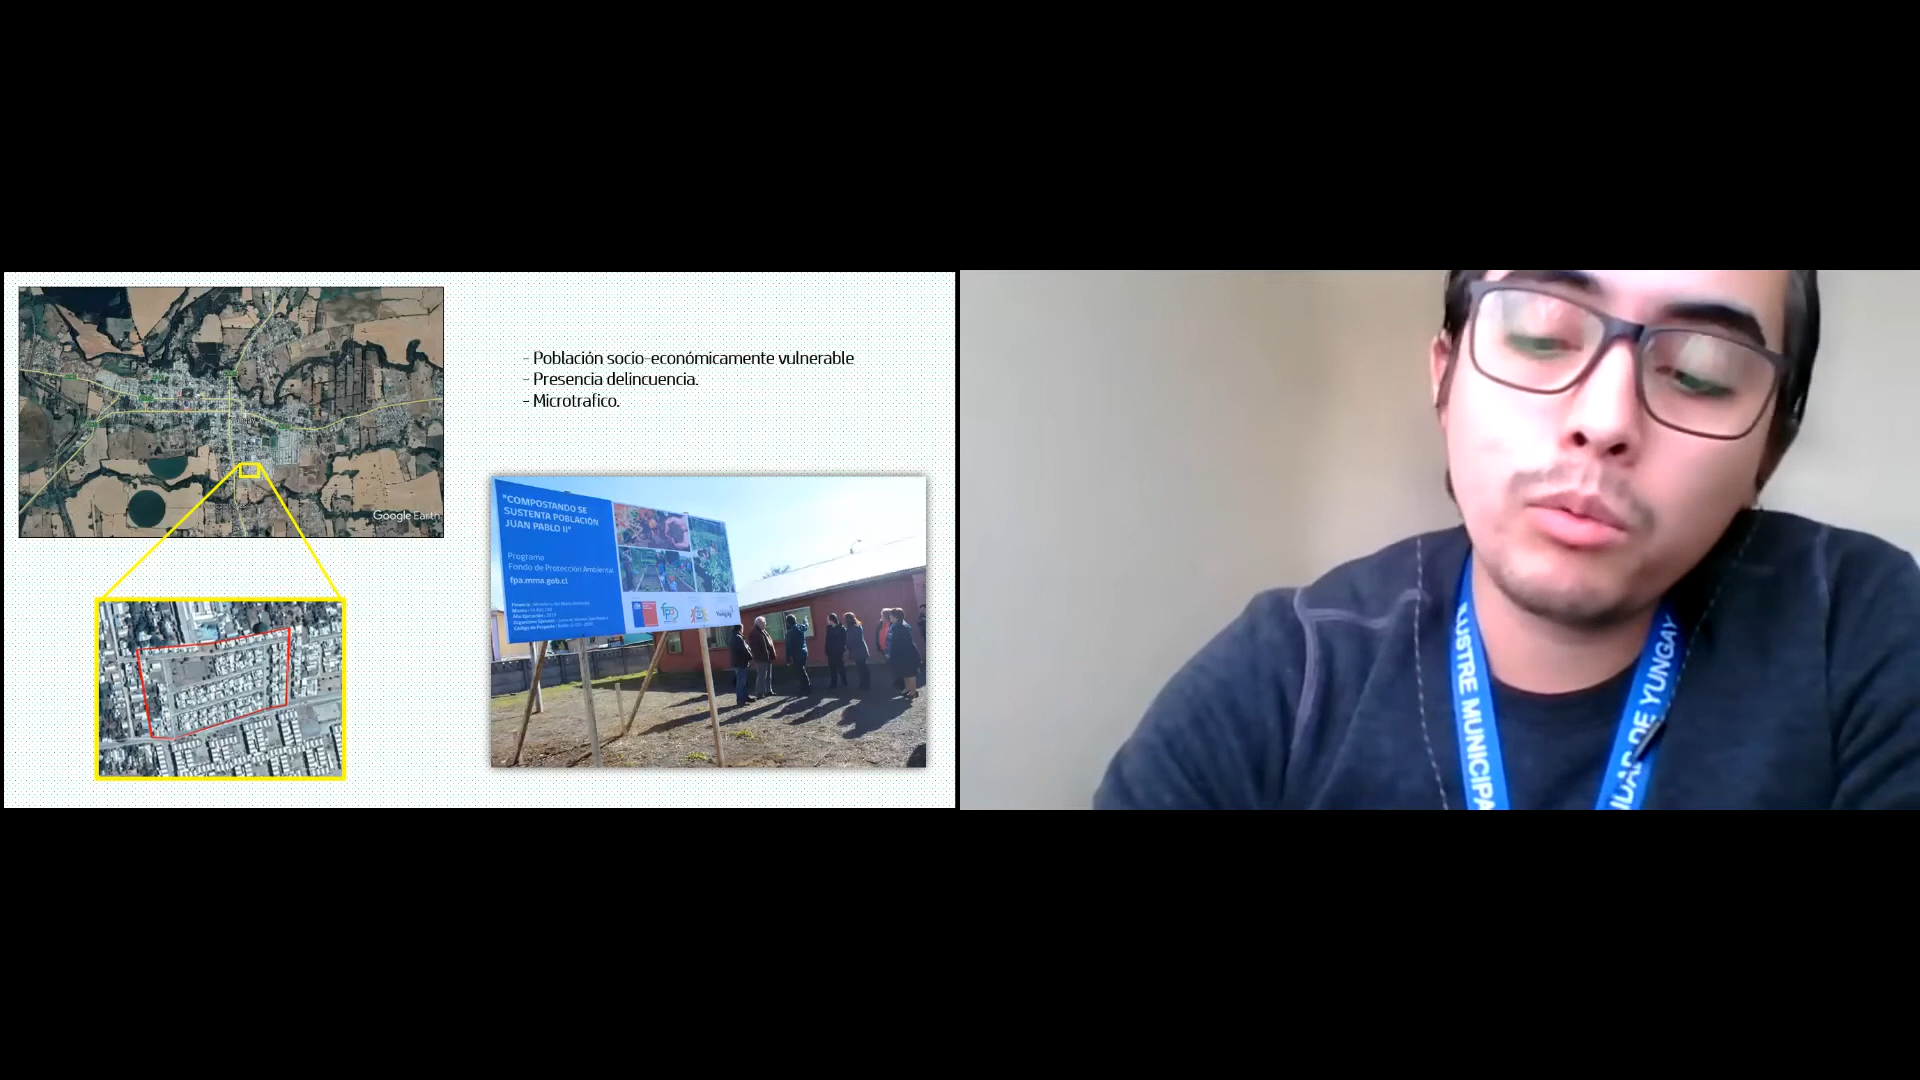 - Población socio-económicamente vulnerable
- Presencia delincuencia.
- Microtrafico.
Google Earth
"COMPOSTANDO SE
SUSTENTA POBLACIÓN
JUAN PABLO II"
Programa
Fondo de Protección Ambiental
fpa.mma.gob.cl
Yungay
ILUSTRE MUNICIPA
IDAD DE YUNGAY